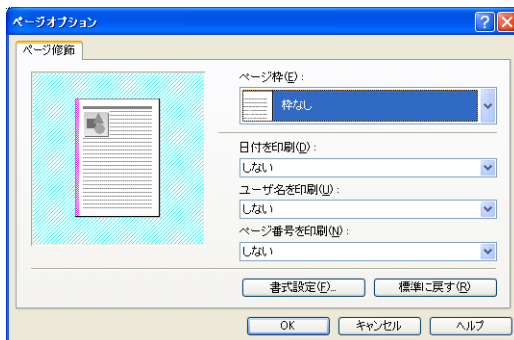 ページオプション
ページ修飾
ページ枠(E):
枠なし
日付を印刷(D):
しない
ユーザ名を印刷(U):
しない
ページ番号を印刷(N):
しない
書式設定(F)... 標準に戻す(R)
OK キャンセル ヘルプ